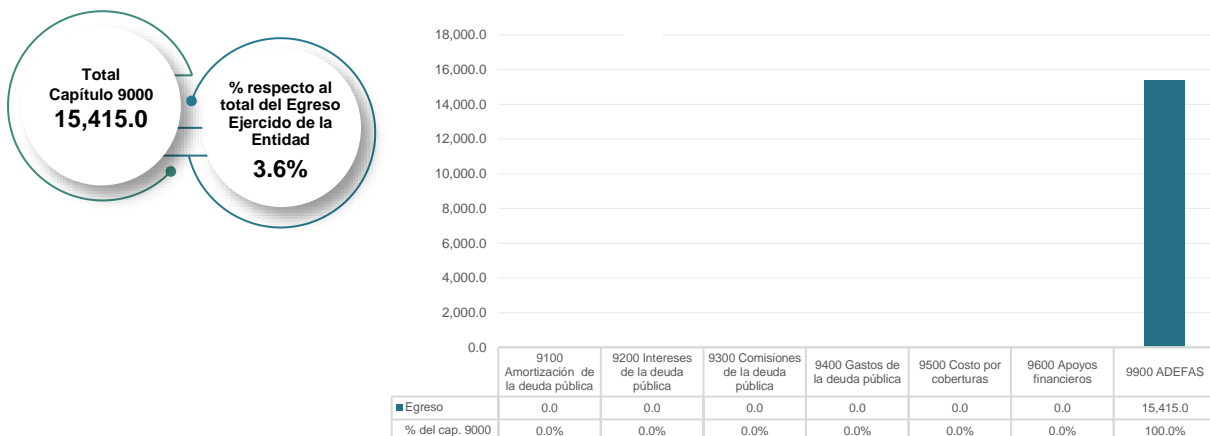 Total
Capítulo 9000
15,415.0
% respecto al
total del Egreso
Ejercido de la
Entidad
3.6%
18,000.0
16,000.0
14,000.0
12,000.0
10,000.0
8,000.0
6,000.0
4,000.0
2,000.0
0.0
9100
Amortización de
la deuda pública
9200 Intereses
de la deuda
pública
9300 Comisiones
de la deuda
pública
9400 Gastos de
la deuda pública
9500 Costo por
coberturas
9600 Apoyos
financieros
9900 ADEFAS
Egreso 0.0 0.0 0.0 0.0 0.0 0.0 15,415.0
% del cap. 9000 0.0% 0.0% 0.0% 0.0% 0.0% 0.0% 100.0%